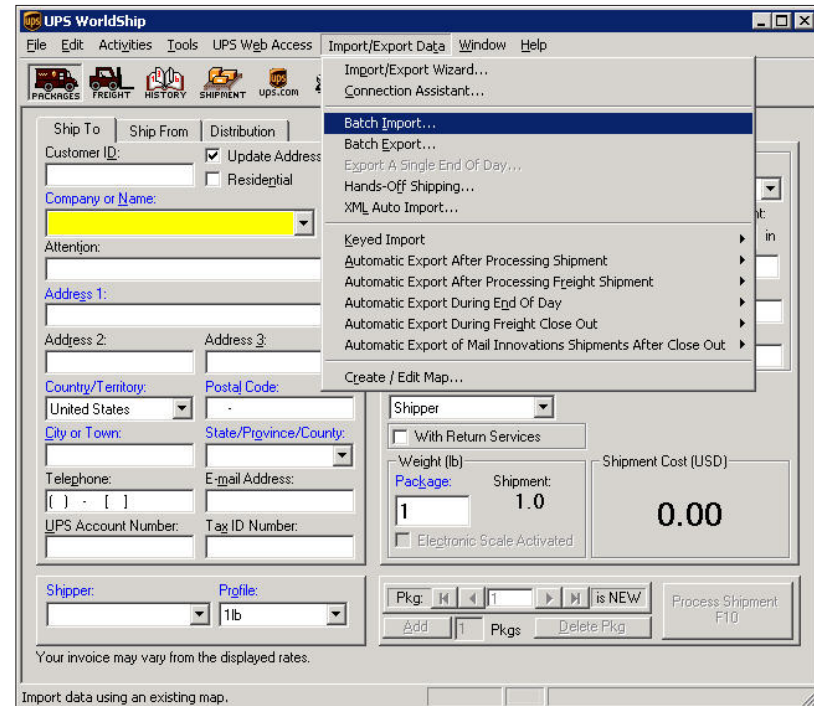 UPS WorldShip
File Edit Activities Tools UPS Web Access Import/Export Data Window Help
PACKAGES FREIGHT HISTORY SHIPMENT ups.com
Import/Export Wizard...
Connection Assistant...
Batch Import...
Batch Export...
Export A Single End Of Day...
Hands-Off Shipping...
XML Auto Import...
Keyed Import
Automatic Export After Processing Shipment
Automatic Export After Processing Freight Shipment
Automatic Export During End Of Day
Automatic Export During Freight Close Out
Automatic Export of Mail Innovations Shipments After Close Out
Create / Edit Map...
Ship To Ship From Distribution
Customer ID: Update Address
Residential
Company or Name:
in
Attention:
Address 1:
Address 2: Address 3:
Country/Territory: Postal Code:
United States -
City or Town: State/Province/County:
Telephone: E-mail Address:
( ) - [ ]
UPS Account Number: Tax ID Number:
Shipper
With Return Services
Weight (lb) Shipment Cost (USD)
Package: Shipment:
1 1.0 0.00
Electronic Scale Activated
Shipper: Profile:
1lb
Pkg: 1 is NEW Process Shipment
F10
Add 1 Pkgs Delete Pkg
Your invoice may vary from the displayed rates.
Import data using an existing map.